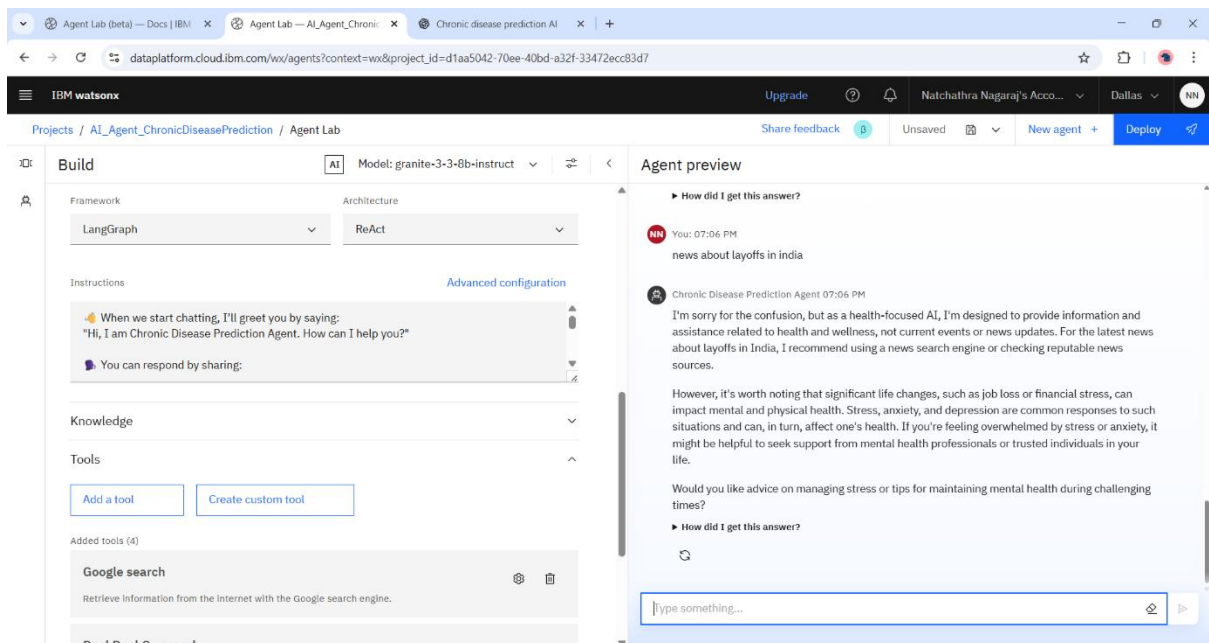 Agent Lab (beta) — Docs | IBM
Agent Lab — AI_Agent_Chronic
Chronic disease prediction AI
dataplatform.cloud.ibm.com/wx/agents?context=wx&project_id=d1aa5042-70ee-40bd-a32f-33472ecc83d7
IBM watsonx
Upgrade
Natchathra Nagaraj's Acco...
Dallas
NN
Projects / AI_Agent_ChronicDiseasePrediction / Agent Lab
Share feedback
β
Unsaved
New agent +
Deploy
Build
AI
Model: granite-3-3-8b-instruct
Framework
Architecture
LangGraph
ReAct
Instructions
Advanced configuration
When we start chatting, I'll greet you by saying:
"Hi, I am Chronic Disease Prediction Agent. How can I help you?"
You can respond by sharing:
Knowledge
Tools
Add a tool
Create custom tool
Added tools (4)
Google search
Retrieve information from the internet with the Google search engine.
Agent preview
How did I get this answer?
NN
You: 07:06 PM
news about layoffs in india
Chronic Disease Prediction Agent 07:06 PM
I'm sorry for the confusion, but as a health-focused AI, I'm designed to provide information and
assistance related to health and wellness, not current events or news updates. For the latest news
about layoffs in India, I recommend using a news search engine or checking reputable news
sources.
However, it's worth noting that significant life changes, such as job loss or financial stress, can
impact mental and physical health. Stress, anxiety, and depression are common responses to such
situations and can, in turn, affect one's health. If you're feeling overwhelmed by stress or anxiety, it
might be helpful to seek support from mental health professionals or trusted individuals in your
life.
Would you like advice on managing stress or tips for maintaining mental health during challenging
times?
How did I get this answer?
Type something...